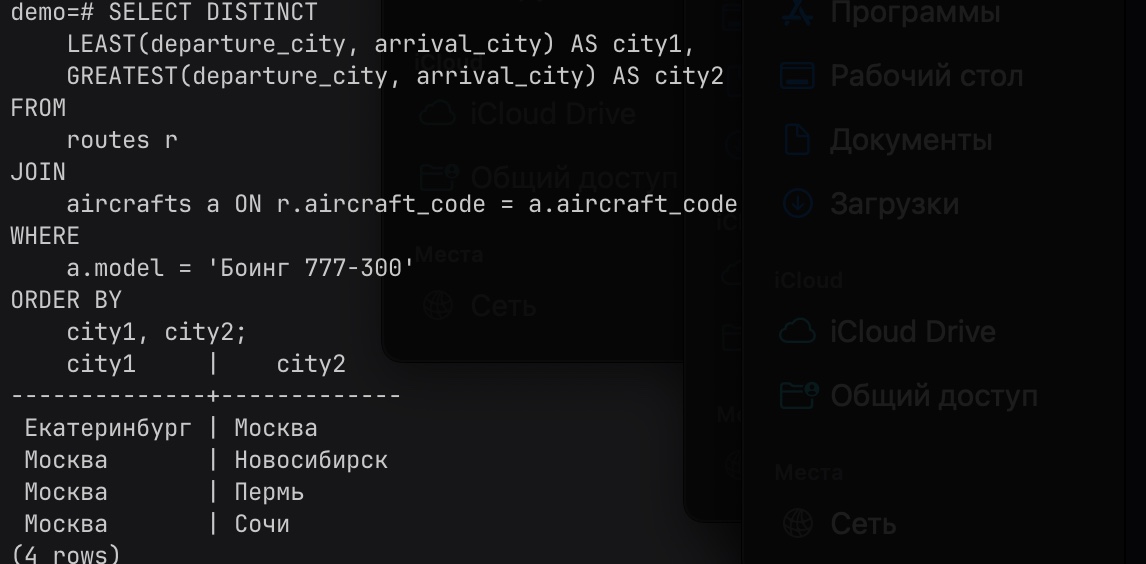 demo=# SELECT DISTINCT
    LEAST(departure_city, arrival_city) AS city1,
    GREATEST(departure_city, arrival_city) AS city2
FROM
    routes r
JOIN
    aircrafts a ON r.aircraft_code = a.aircraft_code
WHERE
    a.model = 'Боинг 777-300'
ORDER BY
    city1, city2;
    city1     |    city2
--------------+-------------
 Екатеринбург | Москва
 Москва       | Новосибирск
 Москва       | Пермь
 Москва       | Сочи
(4 rows)
iCloud
iCloud Drive
Общий доступ
Места
Сеть
Программы
Рабочий стол
Документы
Загрузки
iCloud
iCloud Drive
Общий доступ
Места
Сеть